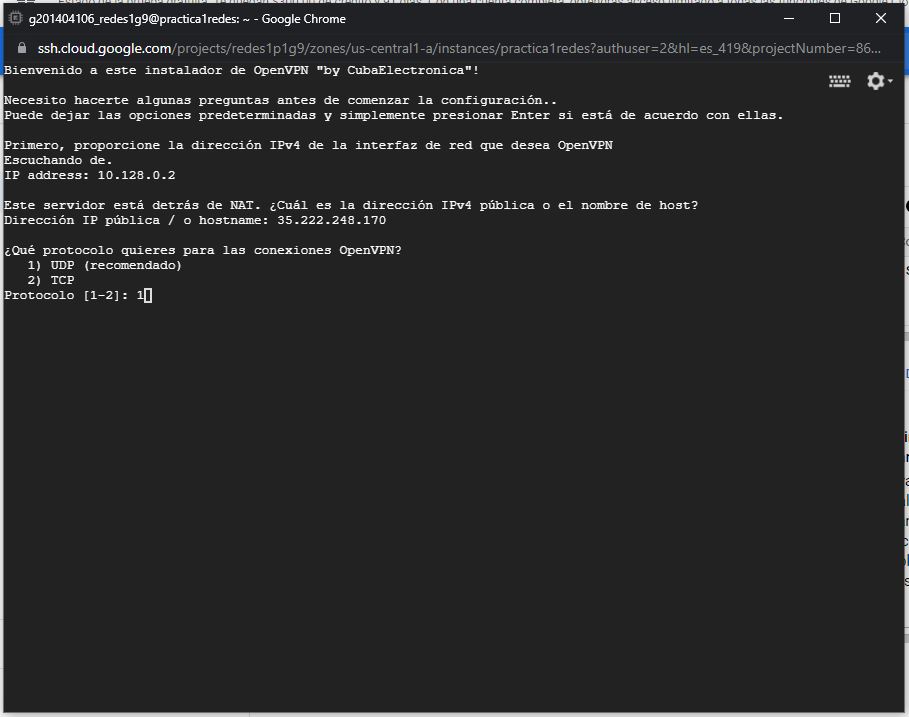 g201404106_redes1g9@practica1redes: ~ - Google Chrome
ssh.cloud.google.com/projects/redes1p1g9/zones/us-central1-a/instances/practica1redes?authuser=2&hl=es_419&projectNumber=86...
Bienvenido a este instalador de OpenVPN "by CubaElectronica"!
Necesito hacerte algunas preguntas antes de comenzar la configuración..
Puede dejar las opciones predeterminadas y simplemente presionar Enter si está de acuerdo con ellas.
Primero, proporcione la dirección IPv4 de la interfaz de red que desea OpenVPN
Escuchando de.
IP address: 10.128.0.2
Este servidor está detrás de NAT. ¿Cuál es la dirección IPv4 pública o el nombre de host?
Dirección IP pública / o hostname: 35.222.248.170
¿Qué protocolo quieres para las conexiones OpenVPN?
1) UDP (recomendado)
2) TCP
Protocolo [1-2]: 1